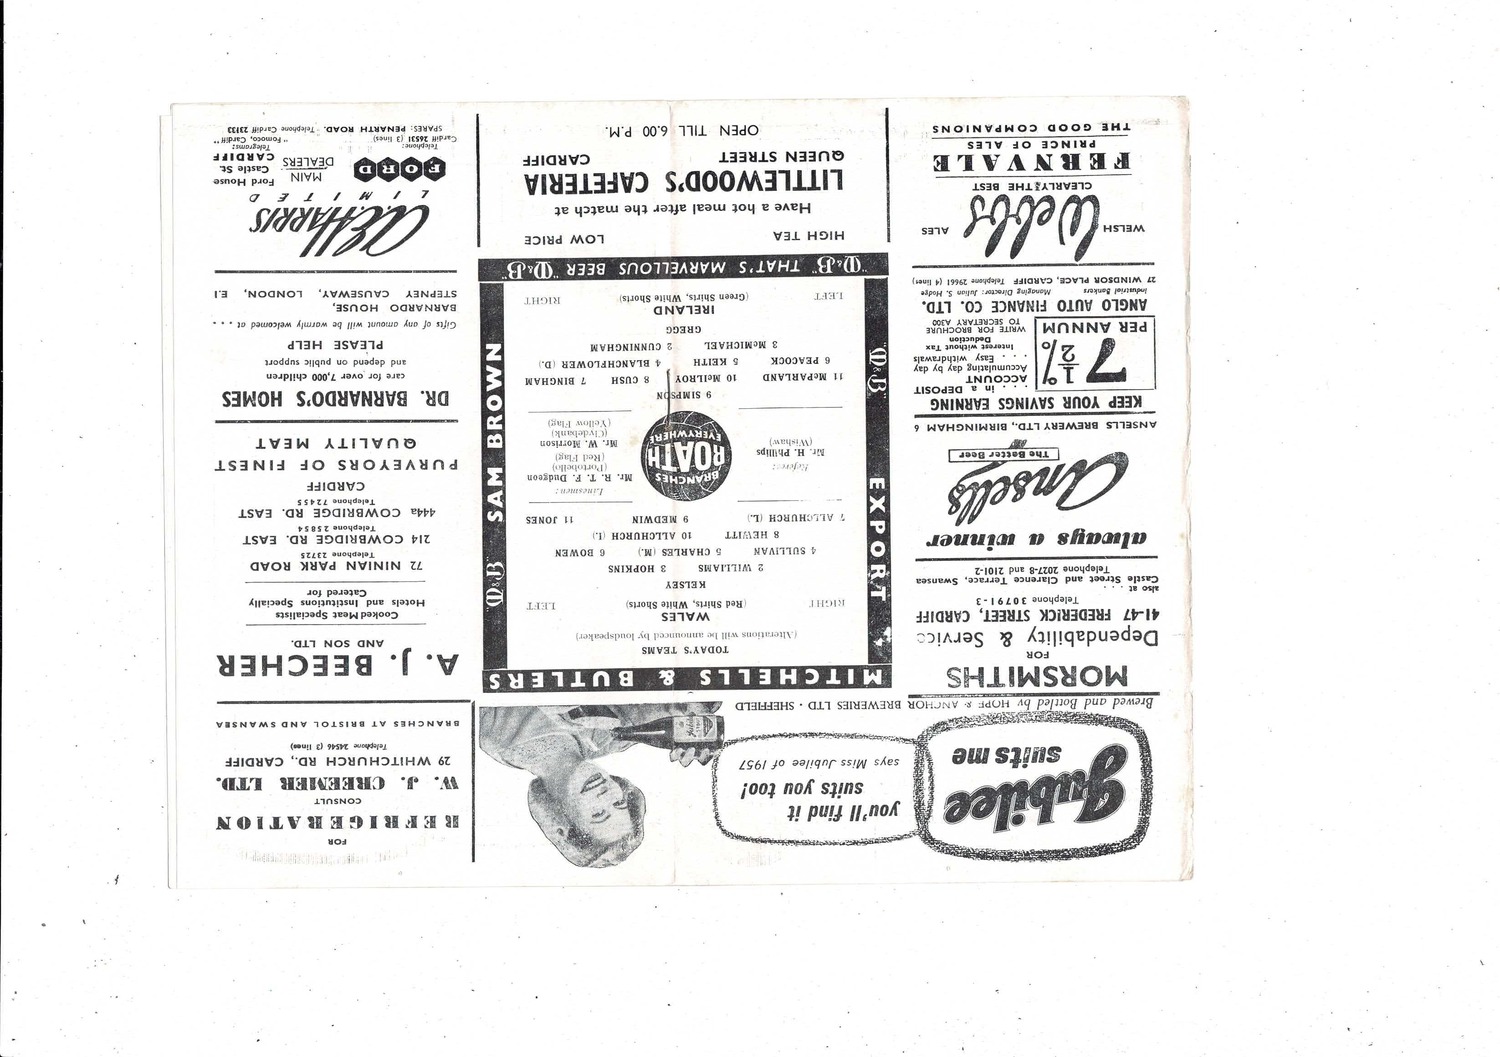 Jubilee
suits me
you'll find it
suits you too!
says Miss Jubilee of 1957
Brewed and Bottled by HOPE & ANCHOR BREWERIES LTD · SHEFFIELD
MORSMITHS
FOR
Dependability & Service
41-47 FREDERICK STREET, CARDIFF
Telephone 30791-3
also at . . .
Castle Street and Clarence Terrace, Swansea
Telephone 2027-8 and 2101-2
always a winner
Ansells
The Better Beer
ANSELLS BREWERY LTD., BIRMINGHAM 6
KEEP YOUR SAVINGS EARNING
7 1/2 %
PER ANNUM
. . . in a DEPOSIT
ACCOUNT
Accumulating day by day
. . . Easy withdrawals
Interest without Tax
Deduction
WRITE FOR BROCHURE
TO SECRETARY A300
ANGLO AUTO FINANCE CO. LTD.
Industrial Bankers Managing Director: Julian S. Hodge
27 WINDSOR PLACE, CARDIFF Telephone 29661 (4 lines)
WELSH Webbs ALES
CLEARLY THE BEST
FERNVALE
PRINCE OF ALES
THE GOOD COMPANIONS
MITCHELLS & BUTLERS
"M&B" EXPORT
"M&B" SAM BROWN
TODAY'S TEAMS
(Alterations will be announced by loudspeaker)
WALES
RIGHT (Red Shirts, White Shorts) LEFT
KELSEY
2 WILLIAMS 3 HOPKINS
4 SULLIVAN 5 CHARLES (M.) 6 BOWEN
8 HEWITT 10 ALLCHURCH (I.)
7 ALLCHURCH (L.) 9 MEDWIN 11 JONES
Referee:
Mr. H. Phillips
(Wishaw)
BRANCHES
ROATH
EVERYWHERE
Linesmen:
Mr. R. T. F. Dudgeon
(Portobello)
(Red Flag)
Mr. W. Morrison
(Clydebank)
(Yellow Flag)
9 SIMPSON
11 McPARLAND 10 McILROY 8 CUSH 7 BINGHAM
6 PEACOCK 5 KEITH 4 BLANCHFLOWER (D.)
3 McMICHAEL 2 CUNNINGHAM
GREGG
IRELAND
LEFT (Green Shirts, White Shorts) RIGHT
"M&B" THAT'S MARVELLOUS BEER "M&B"
HIGH TEA LOW PRICE
Have a hot meal after the match at
LITTLEWOOD'S CAFETERIA
QUEEN STREET CARDIFF
OPEN TILL 6.00 P.M.
FOR
REFRIGERATION
CONSULT
W. J. CREEMER LTD.
29 WHITCHURCH RD., CARDIFF
Telephone 24546 (3 lines)
BRANCHES AT BRISTOL AND SWANSEA
A. J. BEECHER
AND SON LTD.
Cooked Meat Specialists
Hotels and Institutions Specially
Catered for
72 NINIAN PARK ROAD
Telephone 23725
214 COWBRIDGE RD. EAST
Telephone 25854
444a COWBRIDGE RD. EAST
Telephone 72455
CARDIFF
PURVEYORS OF FINEST
QUALITY MEAT
DR. BARNARDO'S HOMES
care for over 7,000 children
and depend on public support
PLEASE HELP
Gifts of any amount will be warmly welcomed at . . .
BARNARDO HOUSE,
STEPNEY CAUSEWAY, LONDON, E.1
A.E. HARRIS
LIMITED
FORD
MAIN
DEALERS
Ford House
Castle St.
CARDIFF
Telephone:
Cardiff 26531 (3 lines)
Telegrams:
"Fomoco, Cardiff"
SPARES: PENARTH ROAD. Telephone Cardiff 23133